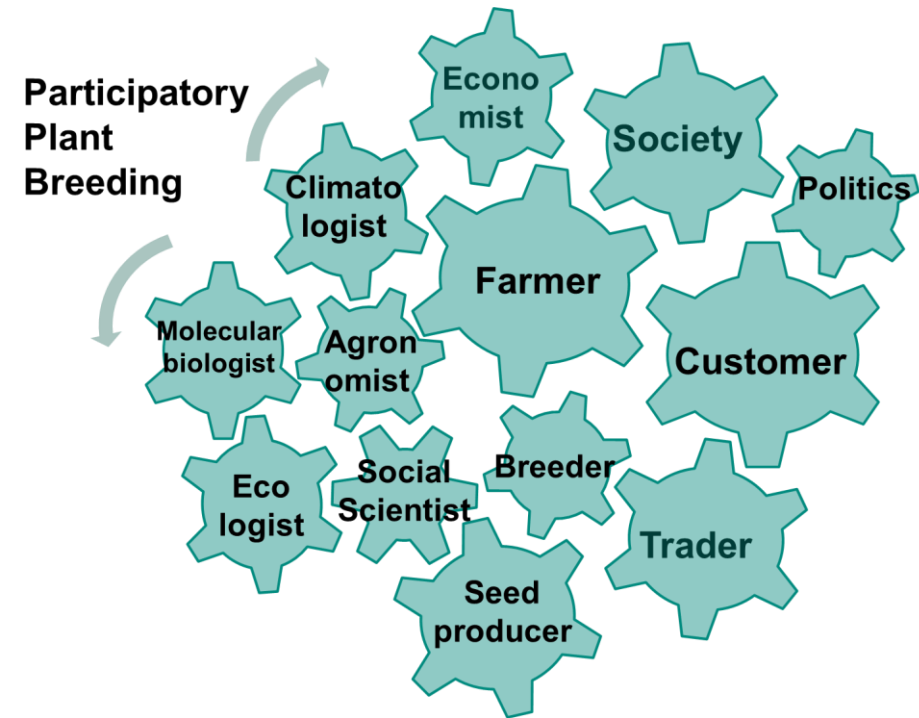 Participatory
Plant
Breeding
Econo
mist
Society
Politics
Climato
logist
Farmer
Molecular
biologist
Agron
omist
Customer
Eco
logist
Social
Scientist
Breeder
Trader
Seed
producer